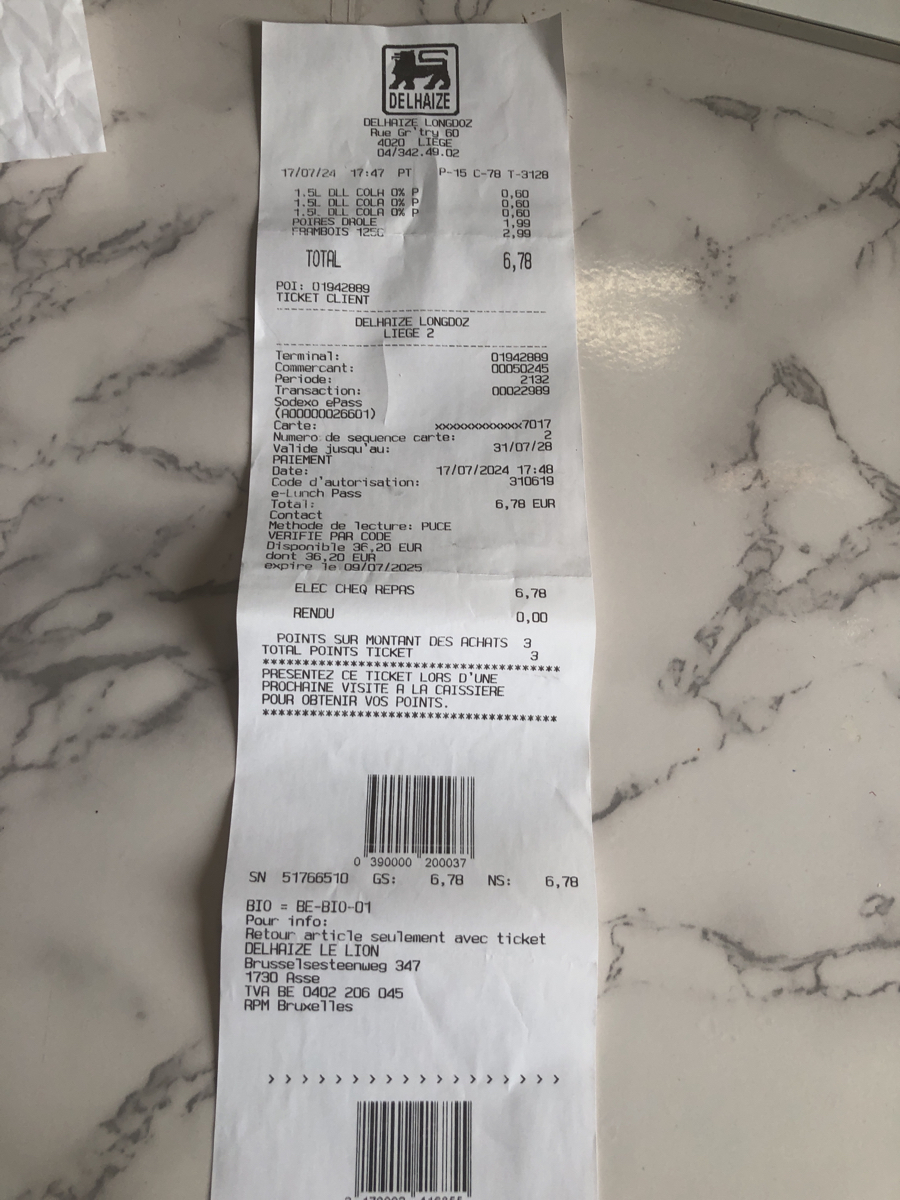 DELHAIZE
DELHAIZE LONGDOZ
Rue Gr'try 60
4020 LIEGE
04/342.49.02
17/07/24 17:47 PT P-15 C-78 T-3128
1.5L DLL COLA 0% P 0,60
1.5L DLL COLA 0% P 0,60
1.5L DLL COLA 0% P 0,60
POIRES DROLE 1,99
FRAMBOIS 125G 2,99
TOTAL 6,78
POI: 01942889
TICKET CLIENT
DELHAIZE LONGDOZ
LIEGE 2
Terminal: 01942889
Commercant: 00050245
Periode: 2132
Transaction: 00022989
Sodexo ePass
(A00000026601)
Carte: xxxxxxxxxxxxx7017
Numero de sequence carte: 2
Valide jusqu'au: 31/07/28
PAIEMENT
Date: 17/07/2024 17:48
Code d'autorisation: 310619
e-Lunch Pass
Total: 6,78 EUR
Contact
Methode de lecture: PUCE
VERIFIE PAR CODE
Disponible 36,20 EUR
dont 36,20 EUR
expire le 09/07/2025
ELEC CHEQ REPAS 6,78
RENDU 0,00
POINTS SUR MONTANT DES ACHATS 3
TOTAL POINTS TICKET 3
*************************************
PRESENTEZ CE TICKET LORS D'UNE
PROCHAINE VISITE A LA CAISSIERE
POUR OBTENIR VOS POINTS.
*************************************
0 390000 200037
SN 51766510 GS: 6,78 NS: 6,78
BIO = BE-BIO-01
Pour info:
Retour article seulement avec ticket
DELHAIZE LE LION
Brusselsesteenweg 347
1730 Asse
TVA BE 0402 206 045
RPM Bruxelles
> > > > > > > > > > > > > > > > > >